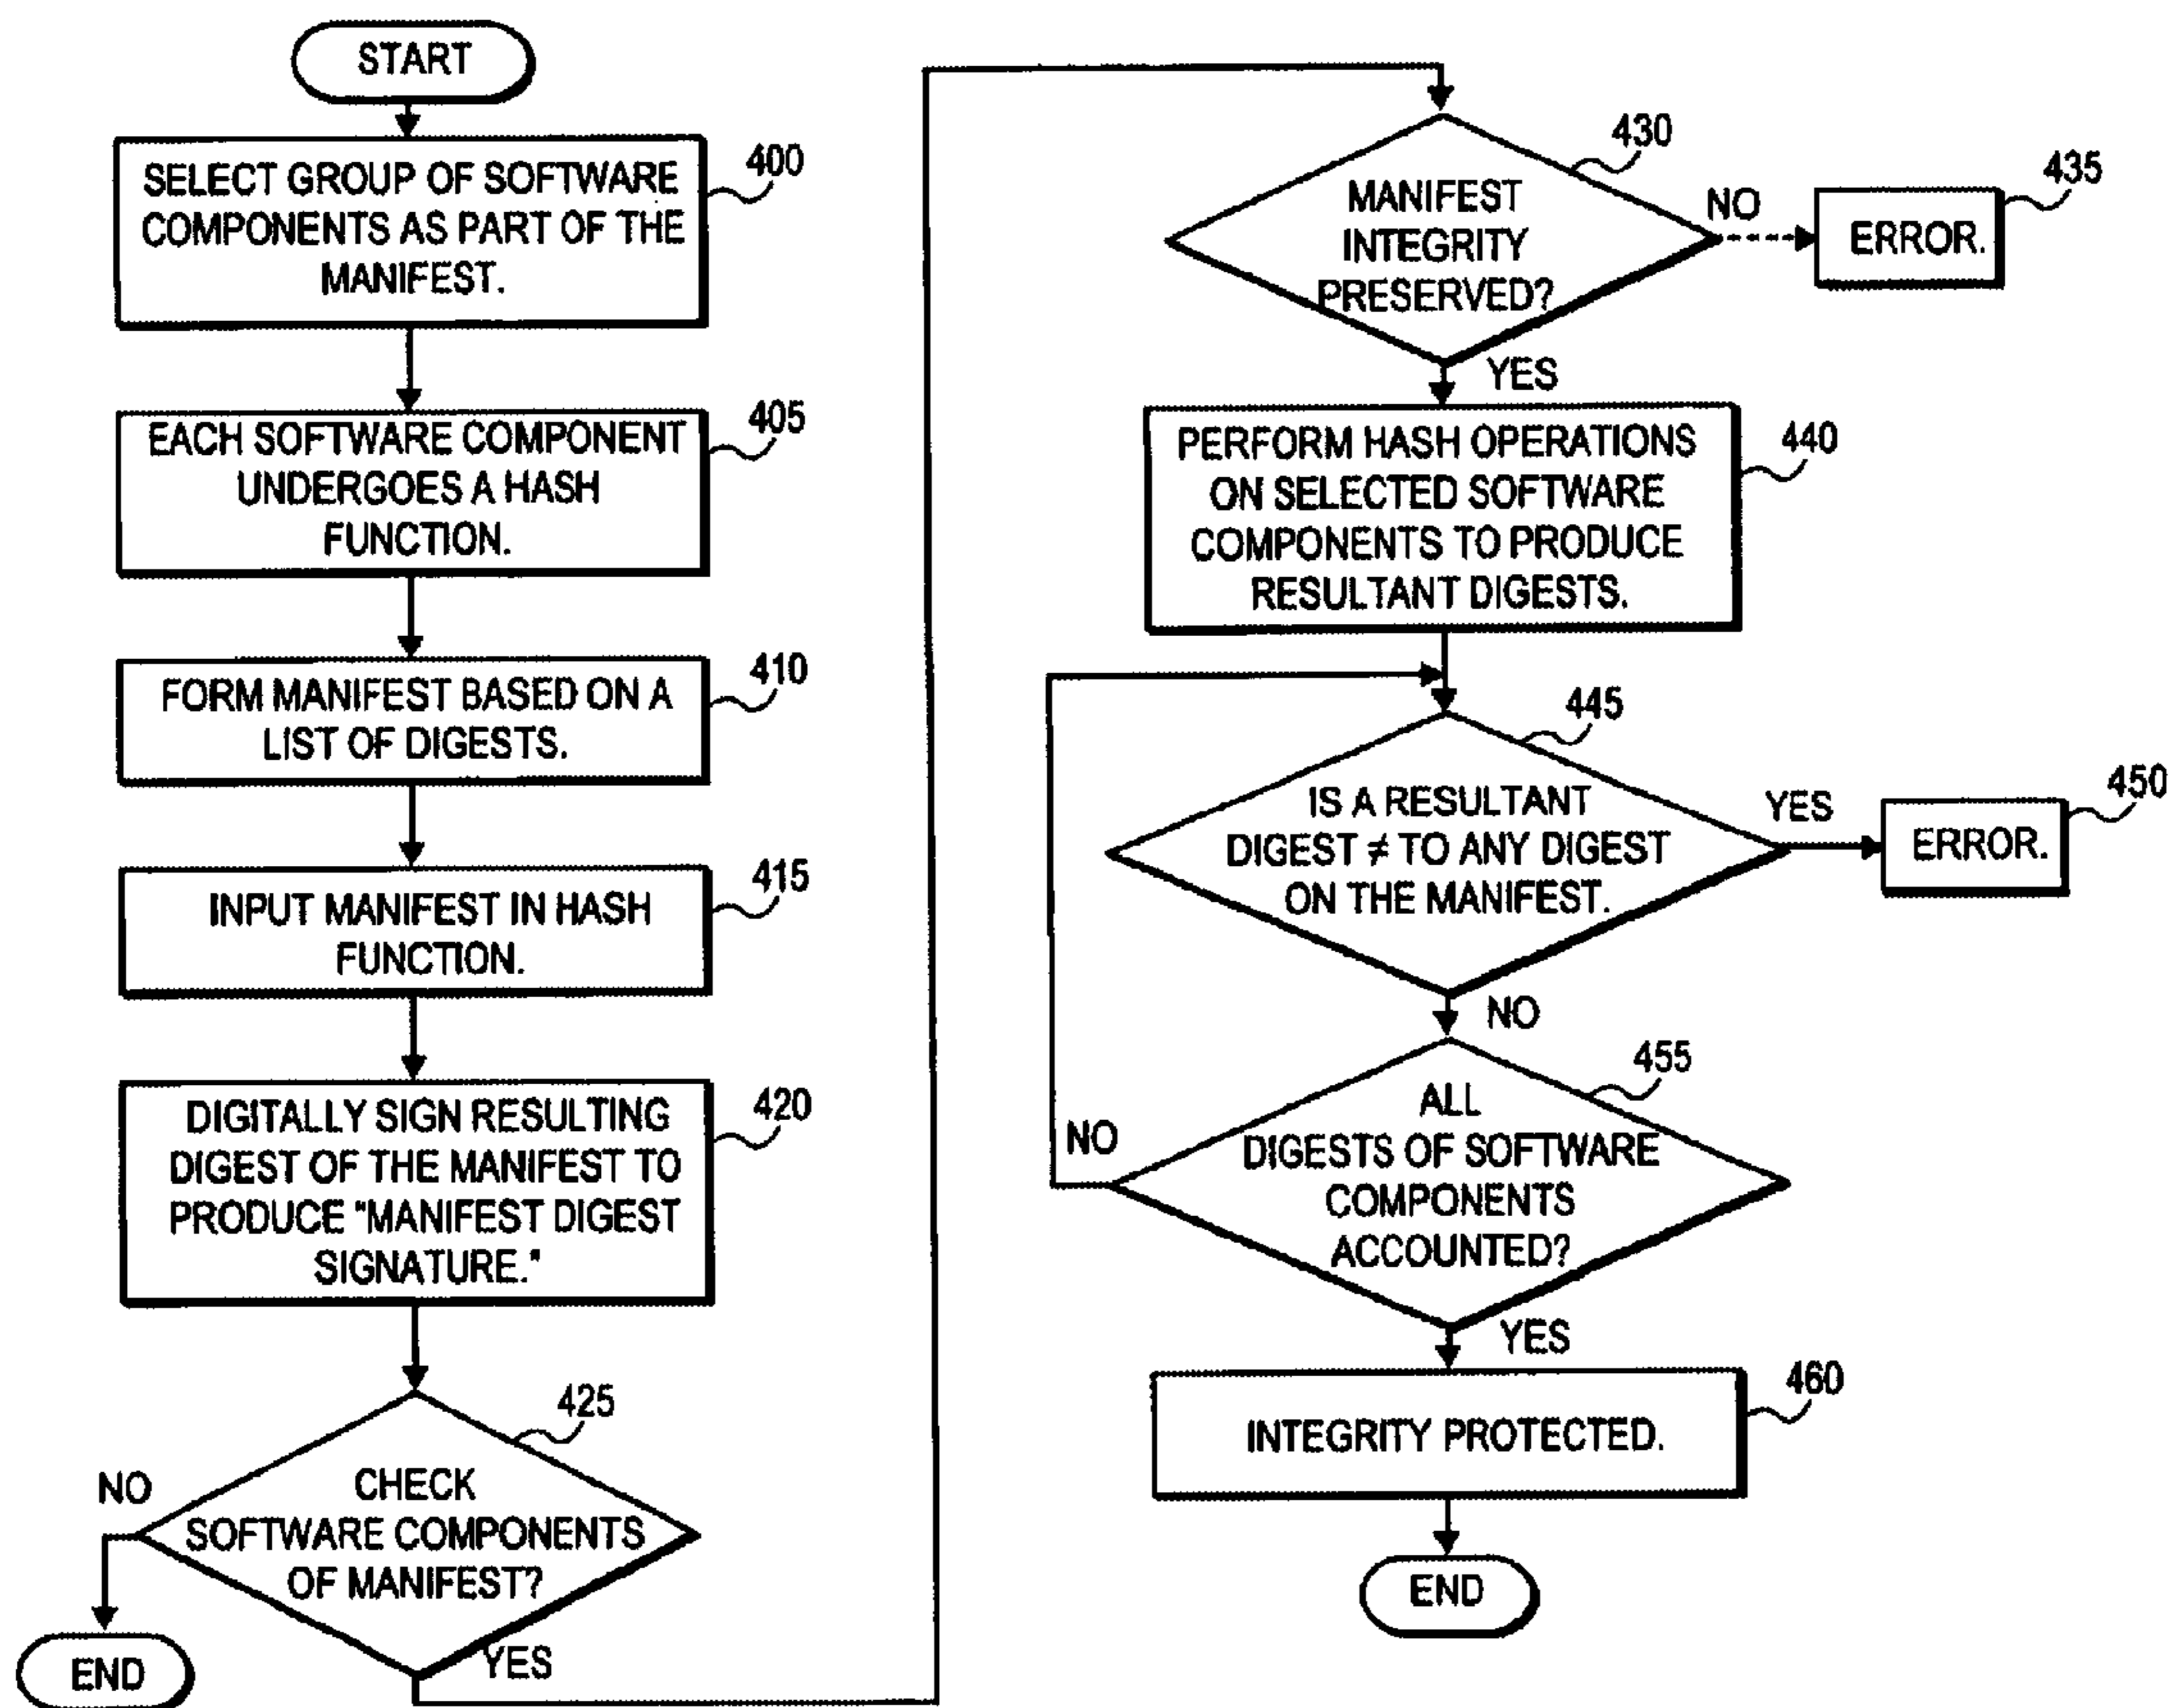 START
400
SELECT GROUP OF SOFTWARE
COMPONENTS AS PART OF THE
MANIFEST.
405
EACH SOFTWARE COMPONENT
UNDERGOES A HASH
FUNCTION.
410
FORM MANIFEST BASED ON A
LIST OF DIGESTS.
415
INPUT MANIFEST IN HASH
FUNCTION.
420
DIGITALLY SIGN RESULTING
DIGEST OF THE MANIFEST TO
PRODUCE "MANIFEST DIGEST
SIGNATURE."
425
CHECK
SOFTWARE COMPONENTS
OF MANIFEST?
NO
END
YES
430
MANIFEST
INTEGRITY
PRESERVED?
NO
435
ERROR.
YES
440
PERFORM HASH OPERATIONS
ON SELECTED SOFTWARE
COMPONENTS TO PRODUCE
RESULTANT DIGESTS.
445
IS A RESULTANT
DIGEST ≠ TO ANY DIGEST
ON THE MANIFEST.
YES
450
ERROR.
NO
455
ALL
DIGESTS OF SOFTWARE
COMPONENTS
ACCOUNTED?
NO
YES
460
INTEGRITY PROTECTED.
END